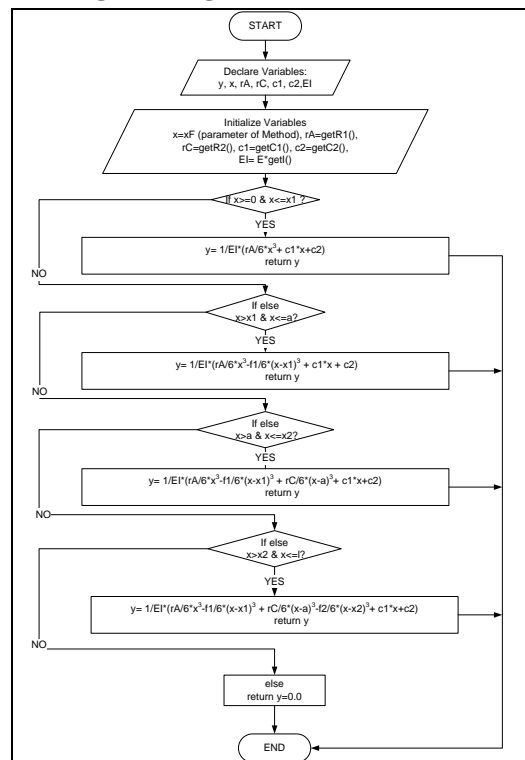 START
Declare Variables:
y, x, rA, rC, c1, c2,EI
Initialize Variables
x=xF (parameter of Method), rA=getR1(),
rC=getR2(), c1=getC1(), c2=getC2(),
EI= E*getI()
If x>=0 & x<=x1 ?
YES
y= 1/EI*(rA/6*x³+ c1*x+c2)
return y
NO
If else
x>x1 & x<=a?
YES
y= 1/EI*(rA/6*x³-f1/6*(x-x1)³ + c1*x + c2)
return y
NO
If else
x>a & x<=x2?
YES
y= 1/EI*(rA/6*x³-f1/6*(x-x1)³ + rC/6*(x-a)³+ c1*x+c2)
return y
NO
If else
x>x2 & x<=l?
YES
y= 1/EI*(rA/6*x³-f1/6*(x-x1)³ + rC/6*(x-a)³-f2/6*(x-x2)³+ c1*x+c2)
return y
NO
else
return y=0.0
END